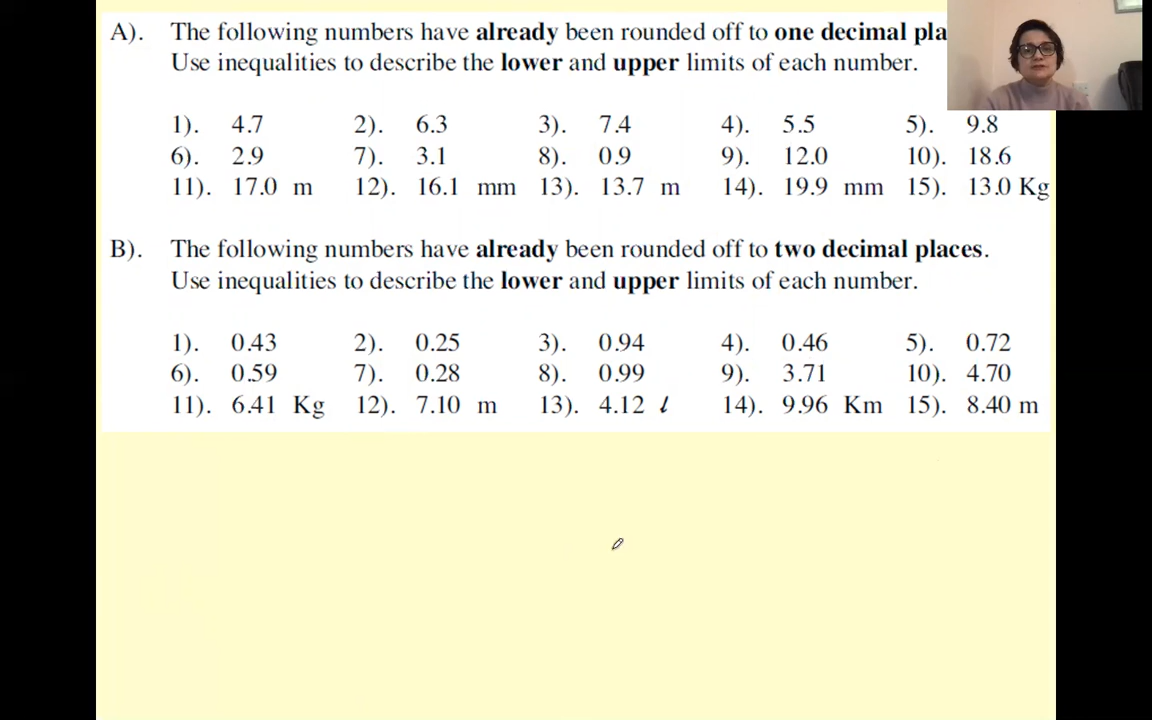 A). The following numbers have already been rounded off to one decimal
Use inequalities to describe the lower and upper limits of each number.
1). 4.7 2). 6.3 3). 7.4 4). 5.5 5). 9.8
6). 2.9 7). 3.1 8). 0.9 9). 12.0 10). 18.6
11). 17.0 m 12). 16.1 mm 13). 13.7 m 14). 19.9 mm 15). 13.0 Kg
B). The following numbers have already been rounded off to two decimal places.
Use inequalities to describe the lower and upper limits of each number.
1). 0.43 2). 0.25 3). 0.94 4). 0.46 5). 0.72
6). 0.59 7). 0.28 8). 0.99 9). 3.71 10). 4.70
11). 6.41 Kg 12). 7.10 m 13). 4.12 l 14). 9.96 Km 15). 8.40 m